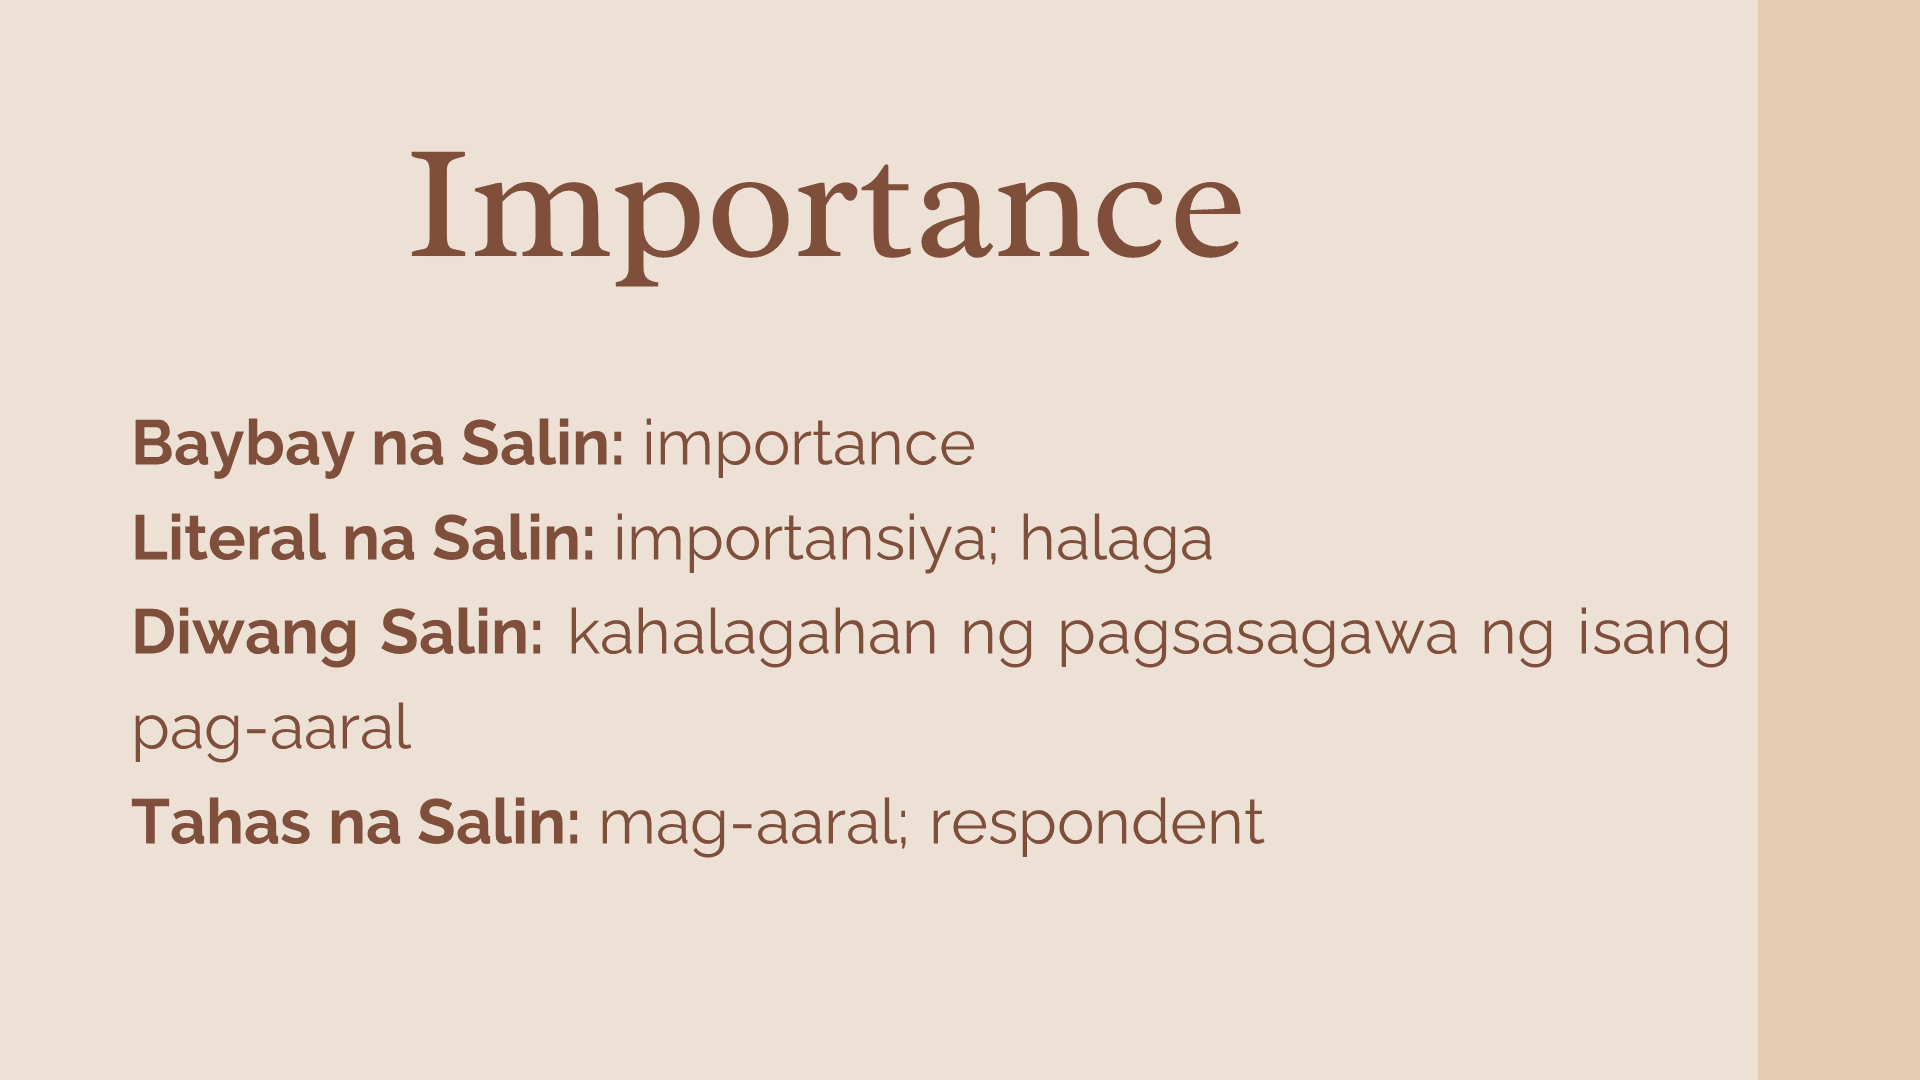 Importance
Baybay na Salin: importance
Literal na Salin: importansiya; halaga
Diwang Salin: kahalagahan ng pagsasagawa ng isang
pag-aaral
Tahas na Salin: mag-aaral; respondent